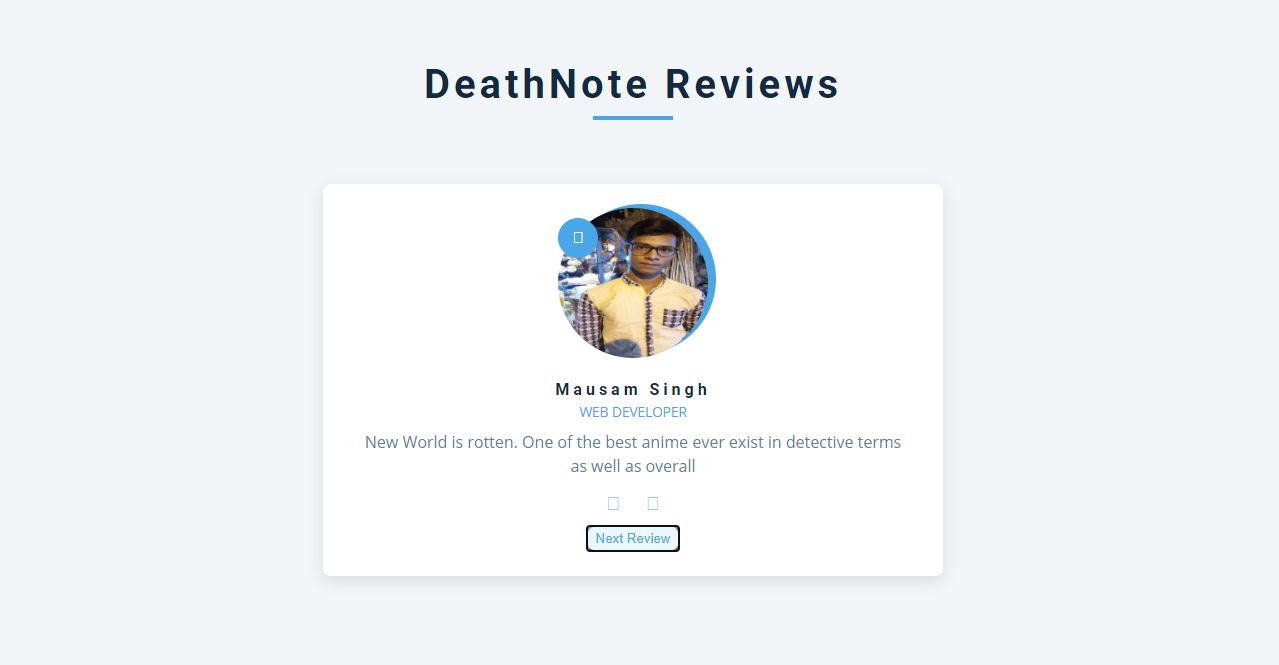 DeathNote Reviews
Mausam Singh
WEB DEVELOPER
New World is rotten. One of the best anime ever exist in detective terms
as well as overall
Next Review